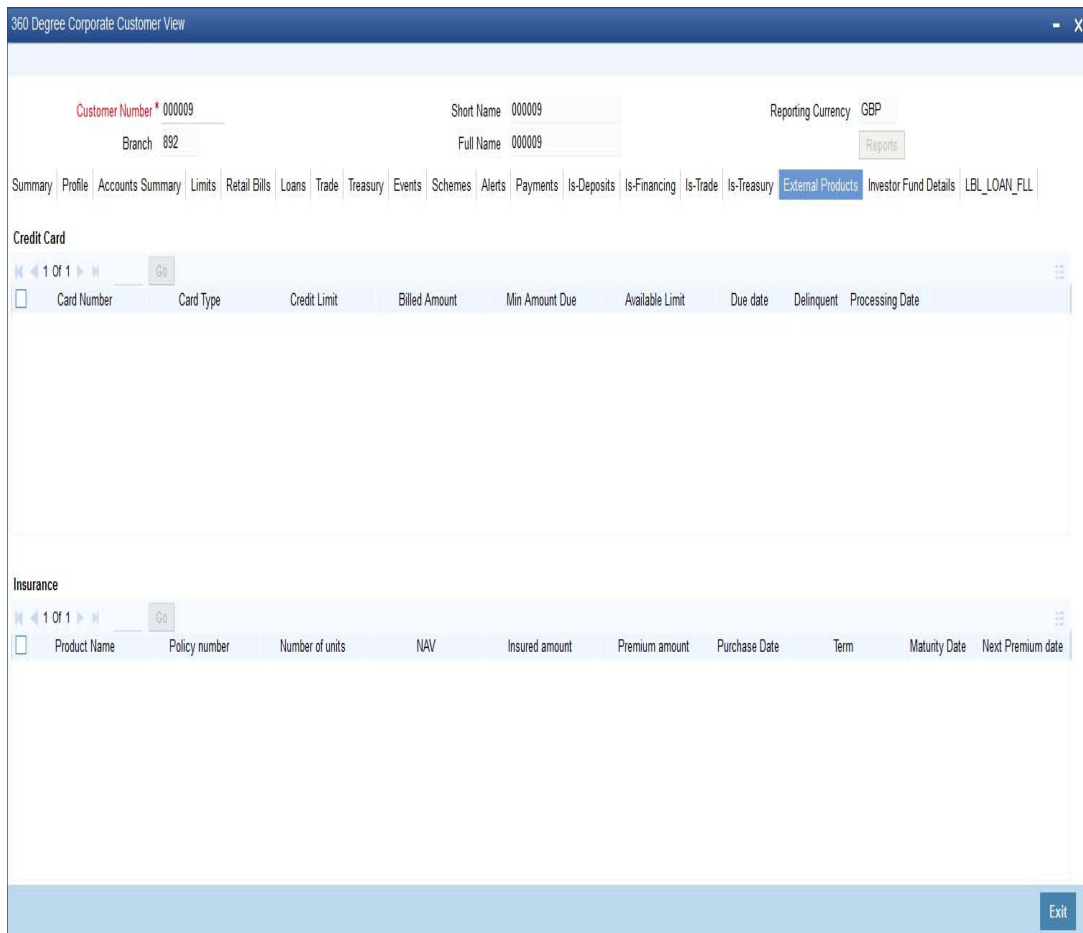 360 Degree Corporate Customer View - X
Customer Number * 000009 Short Name 000009 Reporting Currency GBP
Branch 892 Full Name 000009 Reports
Summary Profile Accounts Summary Limits Retail Bills Loans Trade Treasury Events Schemes Alerts Payments Is-Deposits Is-Financing Is-Trade Is-Treasury External Products Investor Fund Details LBL_LOAN_FLL
Credit Card
1 Of 1 Go
Card Number Card Type Credit Limit Billed Amount Min Amount Due Available Limit Due date Delinquent Processing Date
Insurance
1 Of 1 Go
Product Name Policy number Number of units NAV Insured amount Premium amount Purchase Date Term Maturity Date Next Premium date
Exit